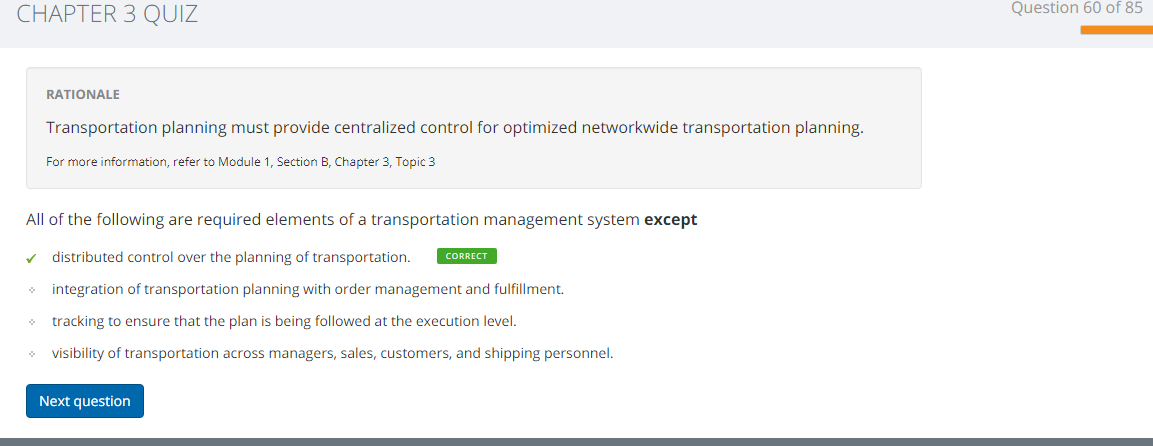 CHAPTER 3 QUIZ
Question 60 of 85
RATIONALE
Transportation planning must provide centralized control for optimized networkwide transportation planning.
For more information, refer to Module 1, Section B, Chapter 3, Topic 3
All of the following are required elements of a transportation management system except
distributed control over the planning of transportation. CORRECT
integration of transportation planning with order management and fulfillment.
tracking to ensure that the plan is being followed at the execution level.
visibility of transportation across managers, sales, customers, and shipping personnel.
Next question